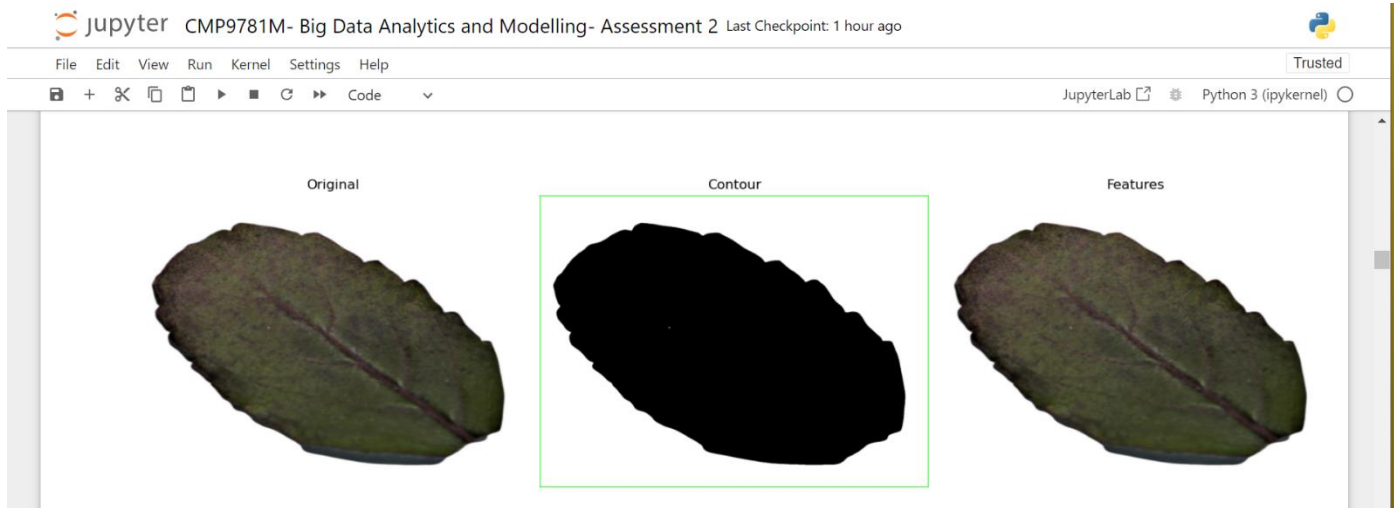 jupyter CMP9781M- Big Data Analytics and Modelling- Assessment 2 Last Checkpoint: 1 hour ago
File Edit View Run Kernel Settings Help Trusted
Code JupyterLab Python 3 (ipykernel)
Original Contour Features